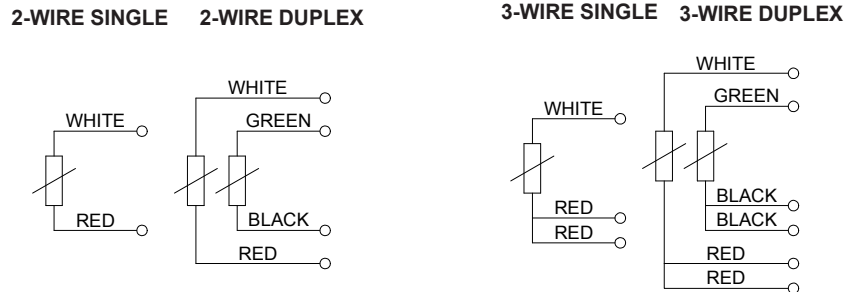 2-WIRE SINGLE
WHITE
RED
2-WIRE DUPLEX
WHITE
GREEN
BLACK
RED
3-WIRE SINGLE
WHITE
RED
RED
3-WIRE DUPLEX
WHITE
GREEN
BLACK
BLACK
RED
RED